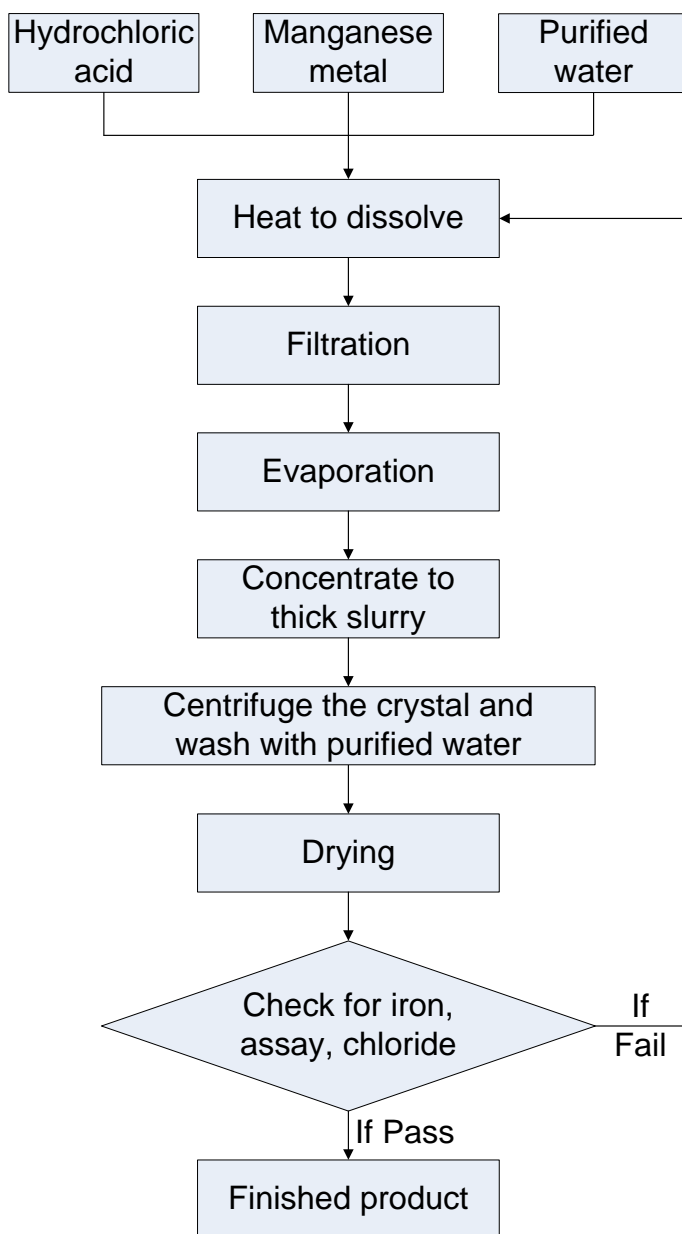 Hydrochloric
acid
Manganese
metal
Purified
water
Heat to dissolve
Filtration
Evaporation
Concentrate to
thick slurry
Centrifuge the crystal and
wash with purified water
Drying
Check for iron,
assay, chloride
If
Fail
If Pass
Finished product